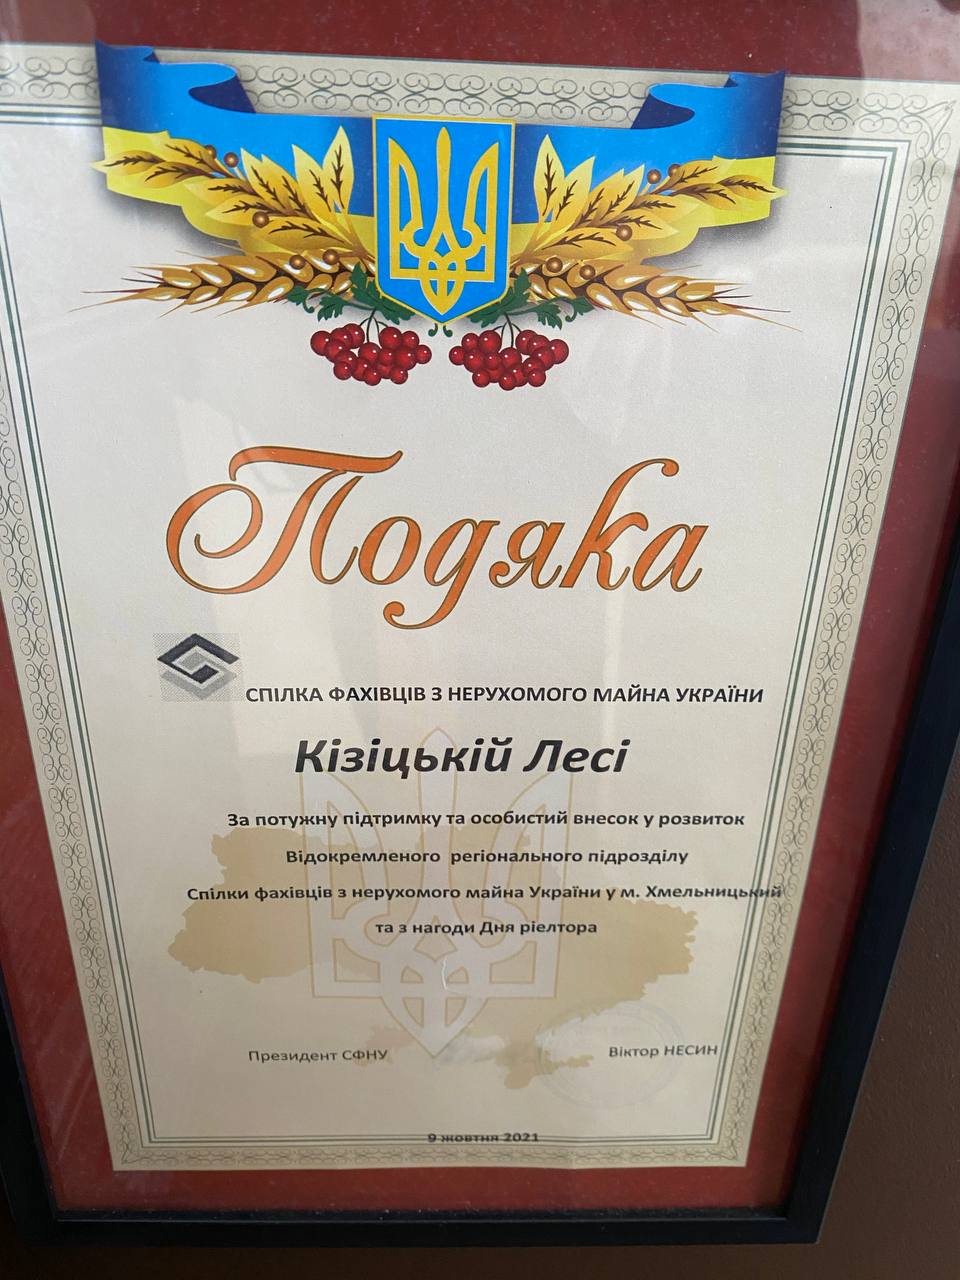 Подяка
СПІЛКА ФАХІВЦІВ З НЕРУХОМОГО МАЙНА УКРАЇНИ
Кізіцькій Лесі
За потужну підтримку та особистий внесок у розвиток
Відокремленого регіонального підрозділу
Спілки фахівців з нерухомого майна України у м. Хмельницький
та з нагоди Дня рієлтора
Президент СФНУ Віктор НЕСИН
9 жовтня 2021